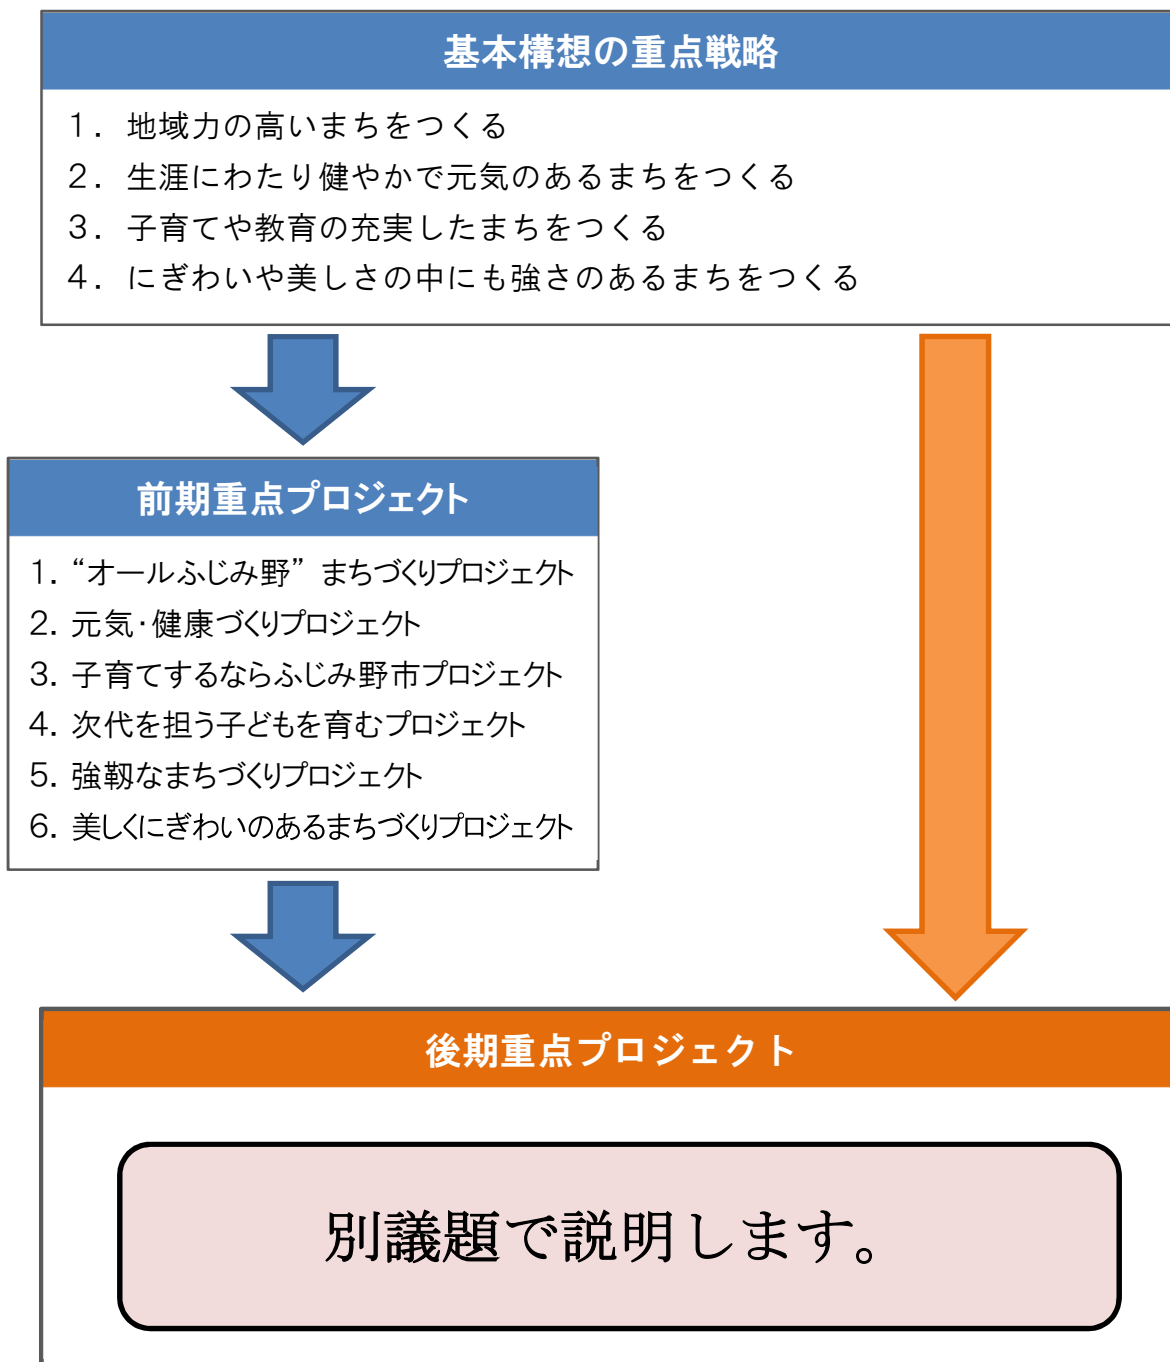 基本構想の重点戦略
1． 地域力の高いまちをつくる
2． 生涯にわたり健やかで元気のあるまちをつくる
3． 子育てや教育の充実したまちをつくる
4． にぎわいや美しさの中にも強さのあるまちをつくる
前期重点プロジェクト
1. “オールふじみ野” まちづくりプロジェクト
2. 元気・健康づくりプロジェクト
3. 子育てするならふじみ野市プロジェクト
4. 次代を担う子どもを育むプロジェクト
5. 強靱なまちづくりプロジェクト
6. 美しくにぎわいのあるまちづくりプロジェクト
後期重点プロジェクト
別議題で説明します。